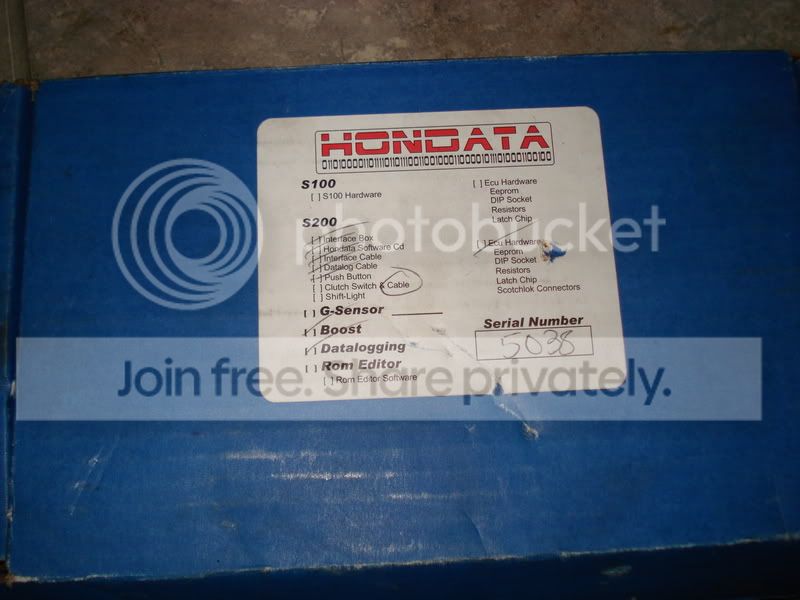 HONDATA
S100
[ ] S100 Hardware
S200
[ ] Interface Box
[ ] Hondata Software Cd
[ ] Interface Cable
[ ] Datalog Cable
[ ] Push Button
[ ] Clutch Switch & Cable
[ ] Shift-Light
[ ] G-Sensor
[ ] Boost
[ ] Datalogging
[ ] Rom Editor
[ ] Rom Editor Software
[ ] Ecu Hardware
Eeprom
DIP Socket
Resistors
Latch Chip
[ ] Ecu Hardware
Eeprom
DIP Socket
Resistors
Latch Chip
Scotchlok Connectors
Serial Number
5038
photobucket
Join free. Share privately.